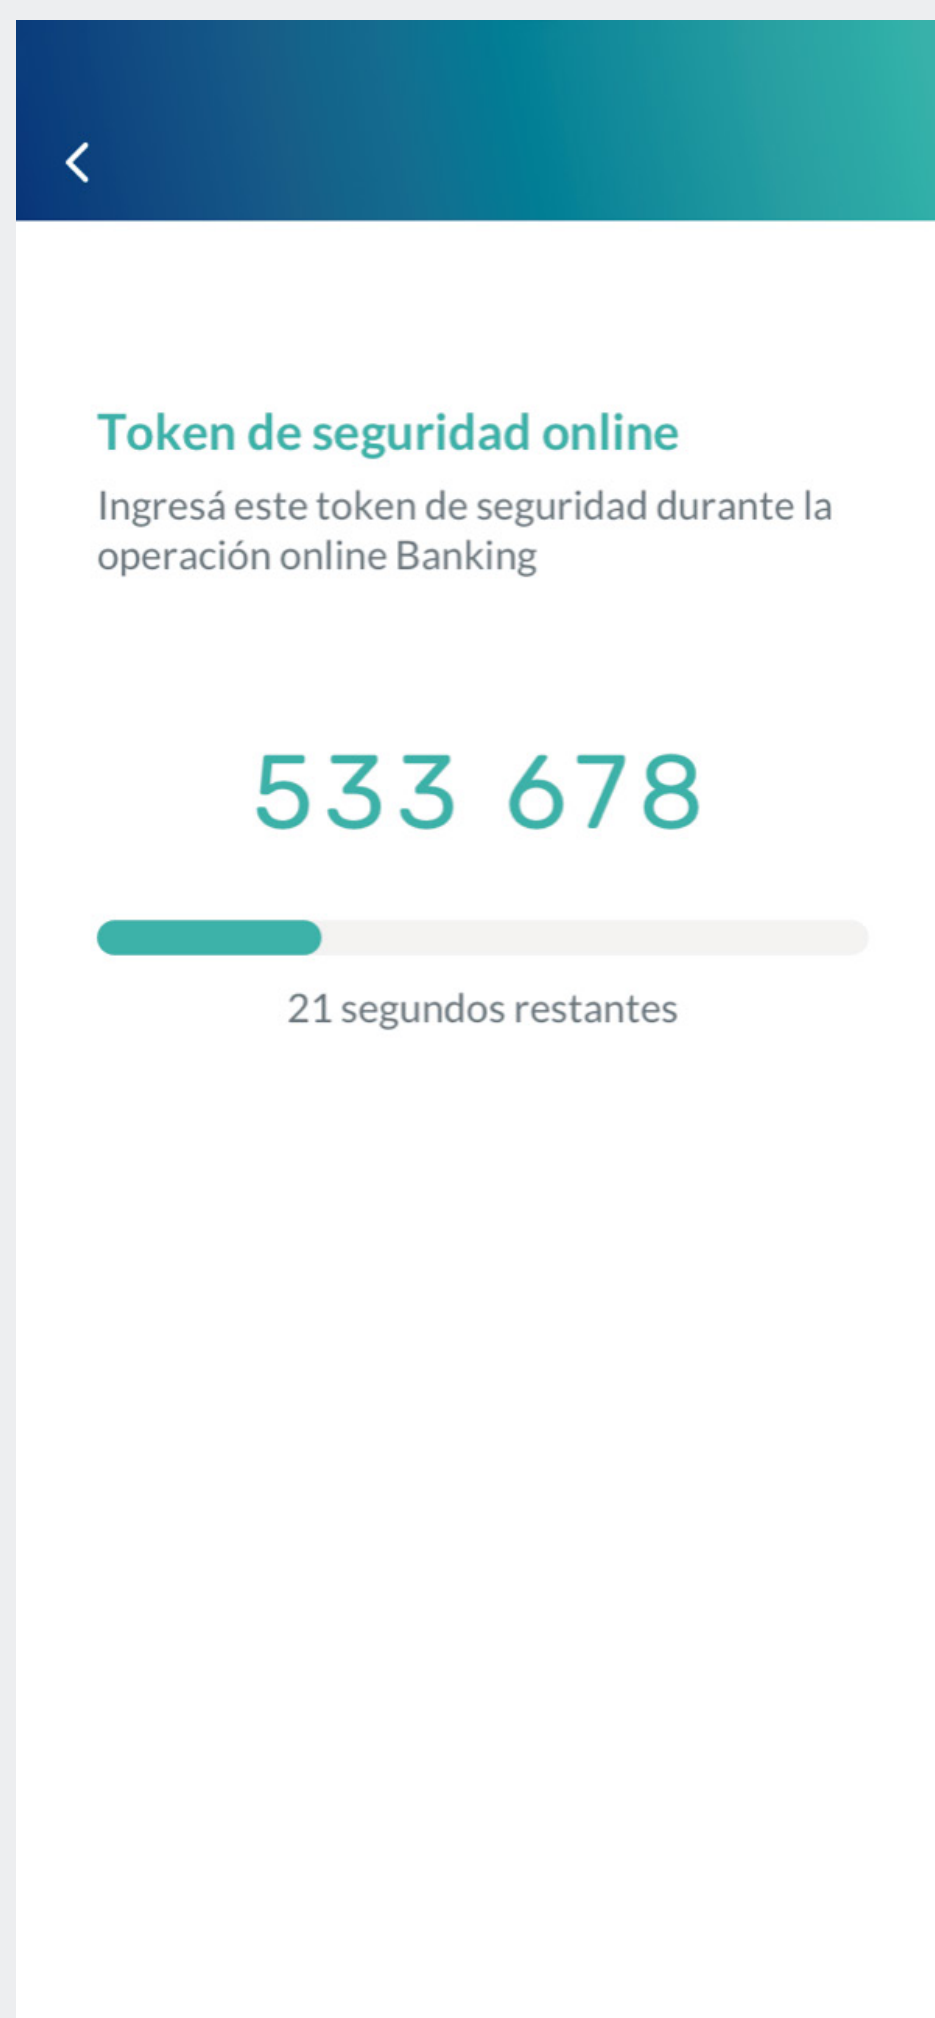 Token de seguridad online
Ingresá este token de seguridad durante la
operación online Banking
533 678
21 segundos restantes